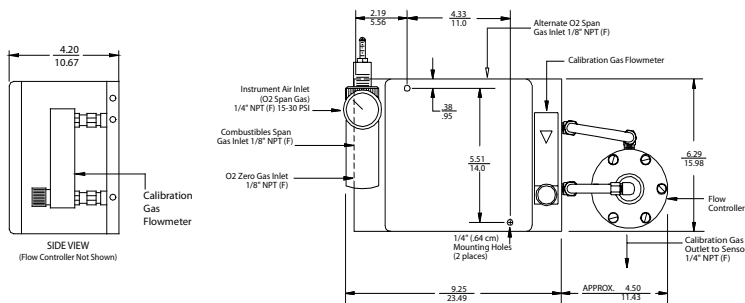 4.20
10.67
Calibration
Gas
Flowmeter
SIDE VIEW
(Flow Controller Not Shown)
2.19
5.56
4.33
11.0
Alternate O2 Span
Gas Inlet 1/8" NPT (F)
Calibration Gas Flowmeter
Instrument Air Inlet
(O2 Span Gas)
1/4" NPT (F) 15-30 PSI
Combustibles Span
Gas Inlet 1/8" NPT (F)
O2 Zero Gas Inlet
1/8" NPT (F)
.38
.95
5.51
14.0
1/4" (.64 cm)
Mounting Holes
(2 places)
6.29
15.98
Flow
Controller
Calibration Gas
Outlet to Senso
1/4" NPT (F)
9.25
23.49
APPROX. 4.50
11.43